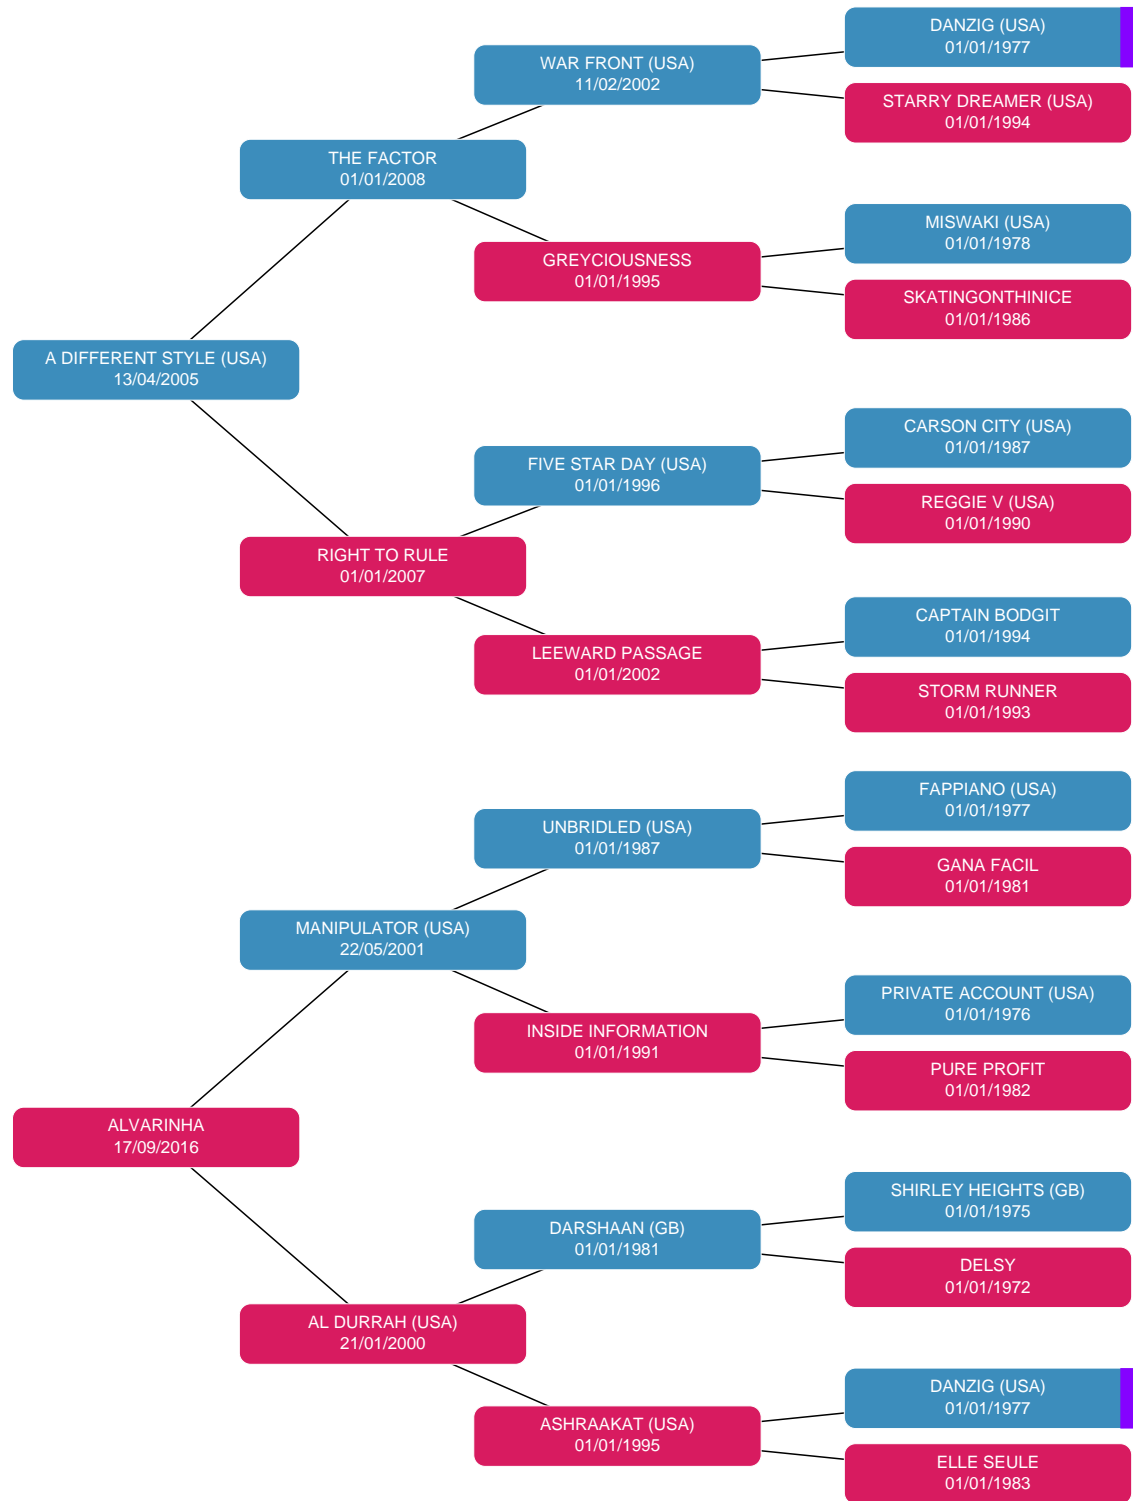 DANZIG (USA)
01/01/1977
WAR FRONT (USA)
11/02/2002
STARRY DREAMER (USA)
01/01/1994
THE FACTOR
01/01/2008
MISWAKI (USA)
01/01/1978
GREYCIOUSNESS
01/01/1995
SKATINGONTHINICE
01/01/1986
A DIFFERENT STYLE (USA)
13/04/2005
CARSON CITY (USA)
01/01/1987
FIVE STAR DAY (USA)
01/01/1996
REGGIE V (USA)
01/01/1990
RIGHT TO RULE
01/01/2007
CAPTAIN BODGIT
01/01/1994
LEEWARD PASSAGE
01/01/2002
STORM RUNNER
01/01/1993
FAPPIANO (USA)
01/01/1977
UNBRIDLED (USA)
01/01/1987
GANA FACIL
01/01/1981
MANIPULATOR (USA)
22/05/2001
PRIVATE ACCOUNT (USA)
01/01/1976
INSIDE INFORMATION
01/01/1991
PURE PROFIT
01/01/1982
ALVARINHA
17/09/2016
SHIRLEY HEIGHTS (GB)
01/01/1975
DARSHAAN (GB)
01/01/1981
DELSY
01/01/1972
AL DURRAH (USA)
21/01/2000
DANZIG (USA)
01/01/1977
ASHRAAKAT (USA)
01/01/1995
ELLE SEULE
01/01/1983